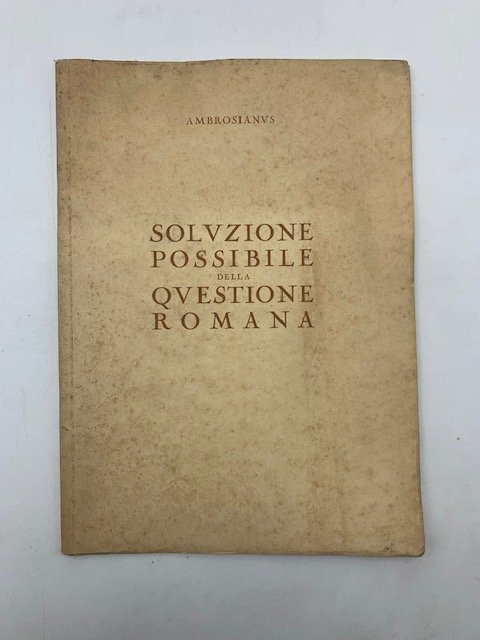 AMBROSIANVS
SOLVZIONE
POSSIBILE
DELLA
QVESTIONE
ROMANA